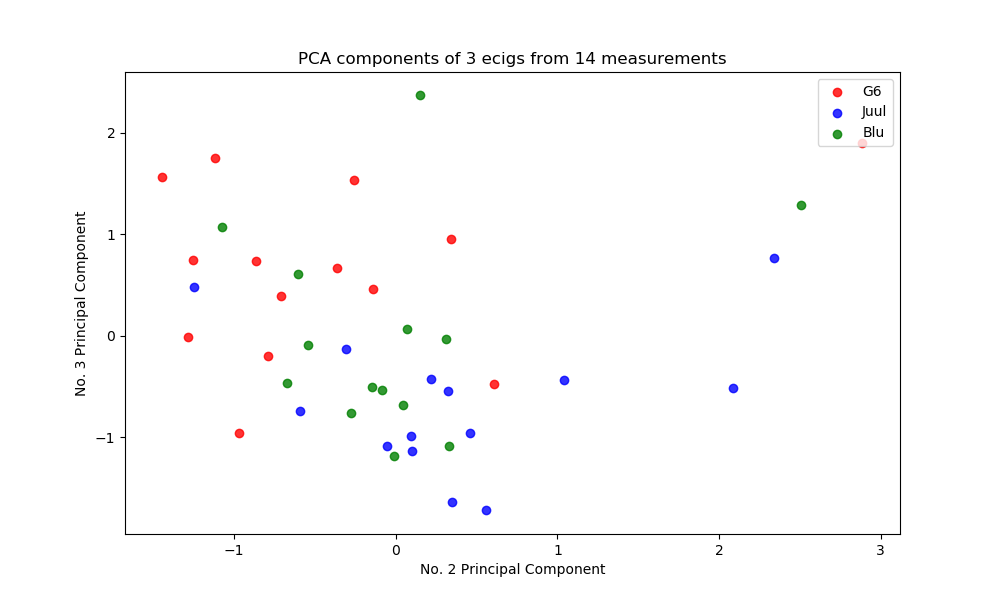 PCA components of 3 ecigs from 14 measurements
G6
Juul
Blu
2
1
0
−1
No. 3 Principal Component
−1
0
1
2
3
No. 2 Principal Component